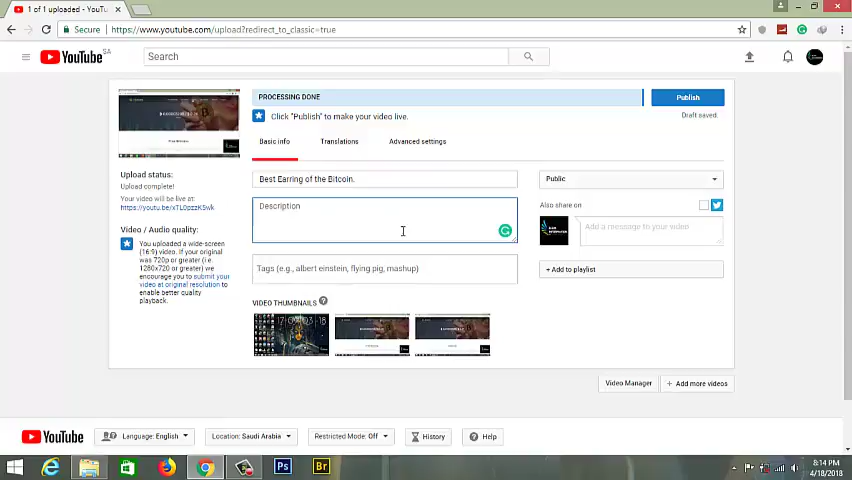 1 of 1 uploaded - YouTube
Secure
https://www.youtube.com/upload?redirect_to_classic=true
YouTube SA
Search
PROCESSING DONE
Publish
Click "Publish" to make your video live.
Draft saved.
Basic info
Translations
Advanced settings
Best Earring of the Bitcoin.
Public
Upload status:
Upload complete!
Your video will be live at:
Description
Also share on
Add a message to your video
Video / Audio quality:
You uploaded a wide-screen
(16:9) video. If your original
was 720p or greater (i.e.
1280x720 or greater) we
encourage you to submit your
video at original resolution to
enable better quality
playback.
Tags (e.g., albert einstein, flying pig, mashup)
+ Add to playlist
VIDEO THUMBNAILS ?
Video Manager
+ Add more videos
YouTube
Language: English
Location: Saudi Arabia
Restricted Mode: Off
History
Help
Ps
Br
8:14 PM
4/18/2018